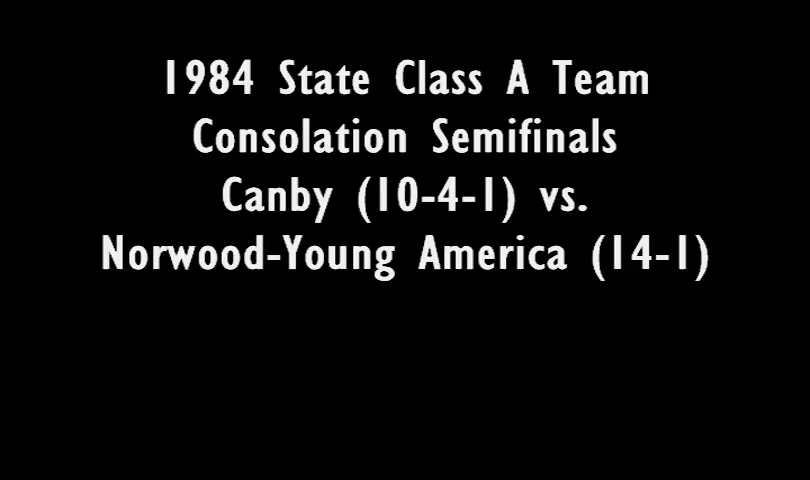 1984 State Class A Team
Consolation Semifinals
Canby (10-4-1) vs.
Norwood-Young America (14-1)